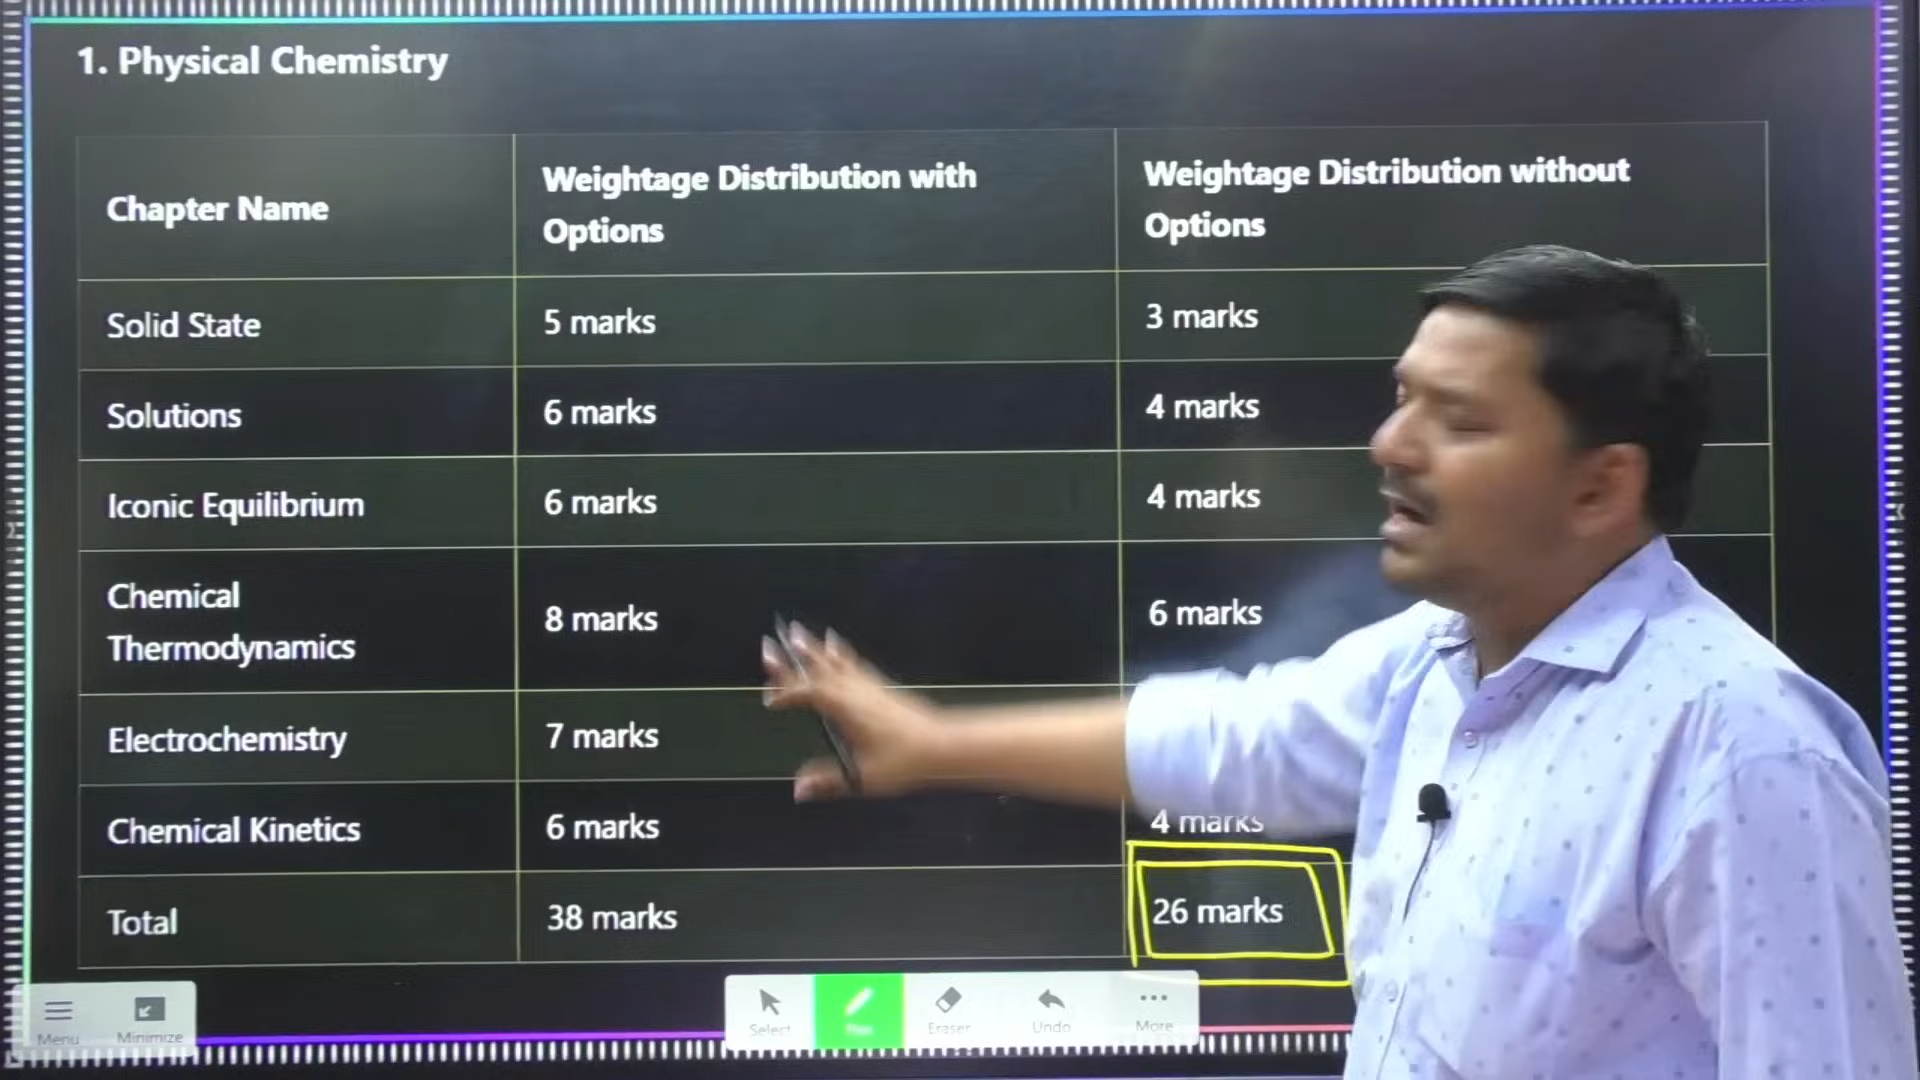 1. Physical Chemistry
Chapter Name
Weightage Distribution with
Options
Weightage Distribution without
Options
Solid State
5 marks
3 marks
Solutions
6 marks
4 marks
Iconic Equilibrium
6 marks
4 marks
Chemical
Thermodynamics
8 marks
6 marks
Electrochemistry
7 marks
Chemical Kinetics
6 marks
4 marks
Total
38 marks
26 marks
Menu
Minimize
Select
Eraser
Undo
More